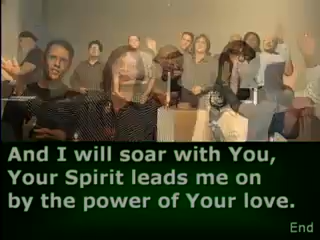 And I will soar with You,
Your Spirit leads me on
by the power of Your love.
End